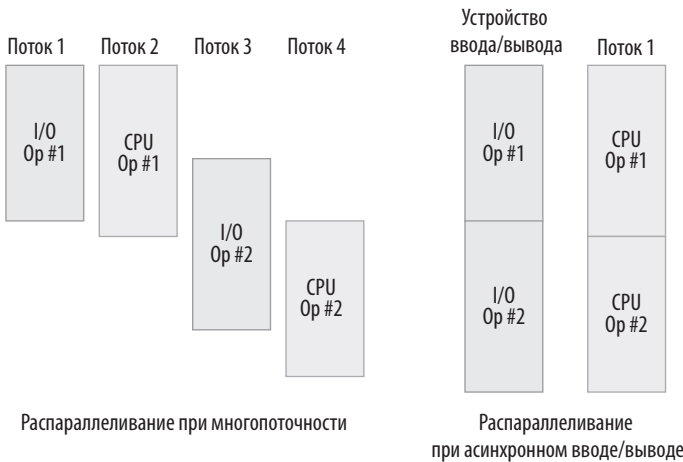 Поток 1
Поток 2
Поток 3
Поток 4
I/O
Op #1
CPU
Op #1
I/O
Op #2
CPU
Op #2
Распараллеливание при многопоточности
Устройство
ввода/вывода
Поток 1
I/O
Op #1
CPU
Op #1
I/O
Op #2
CPU
Op #2
Распараллеливание
при асинхронном вводе/выводе